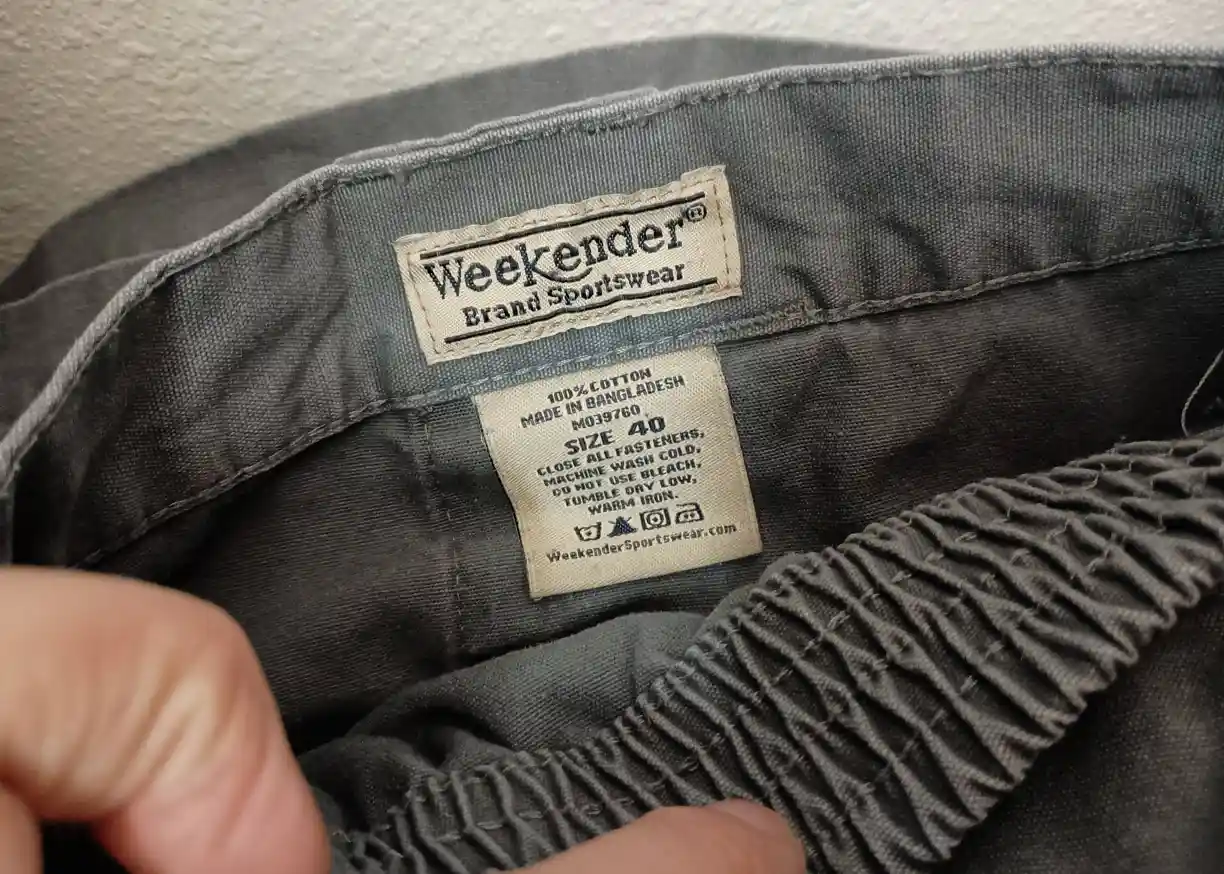 Weekender®
Brand Sportswear
100% COTTON
MADE IN BANGLADESH
M039760
SIZE 40
CLOSE ALL FASTENERS,
MACHINE WASH COLD,
DO NOT USE BLEACH,
TUMBLE DRY LOW,
WARM IRON.
WeekenderSportswear.com